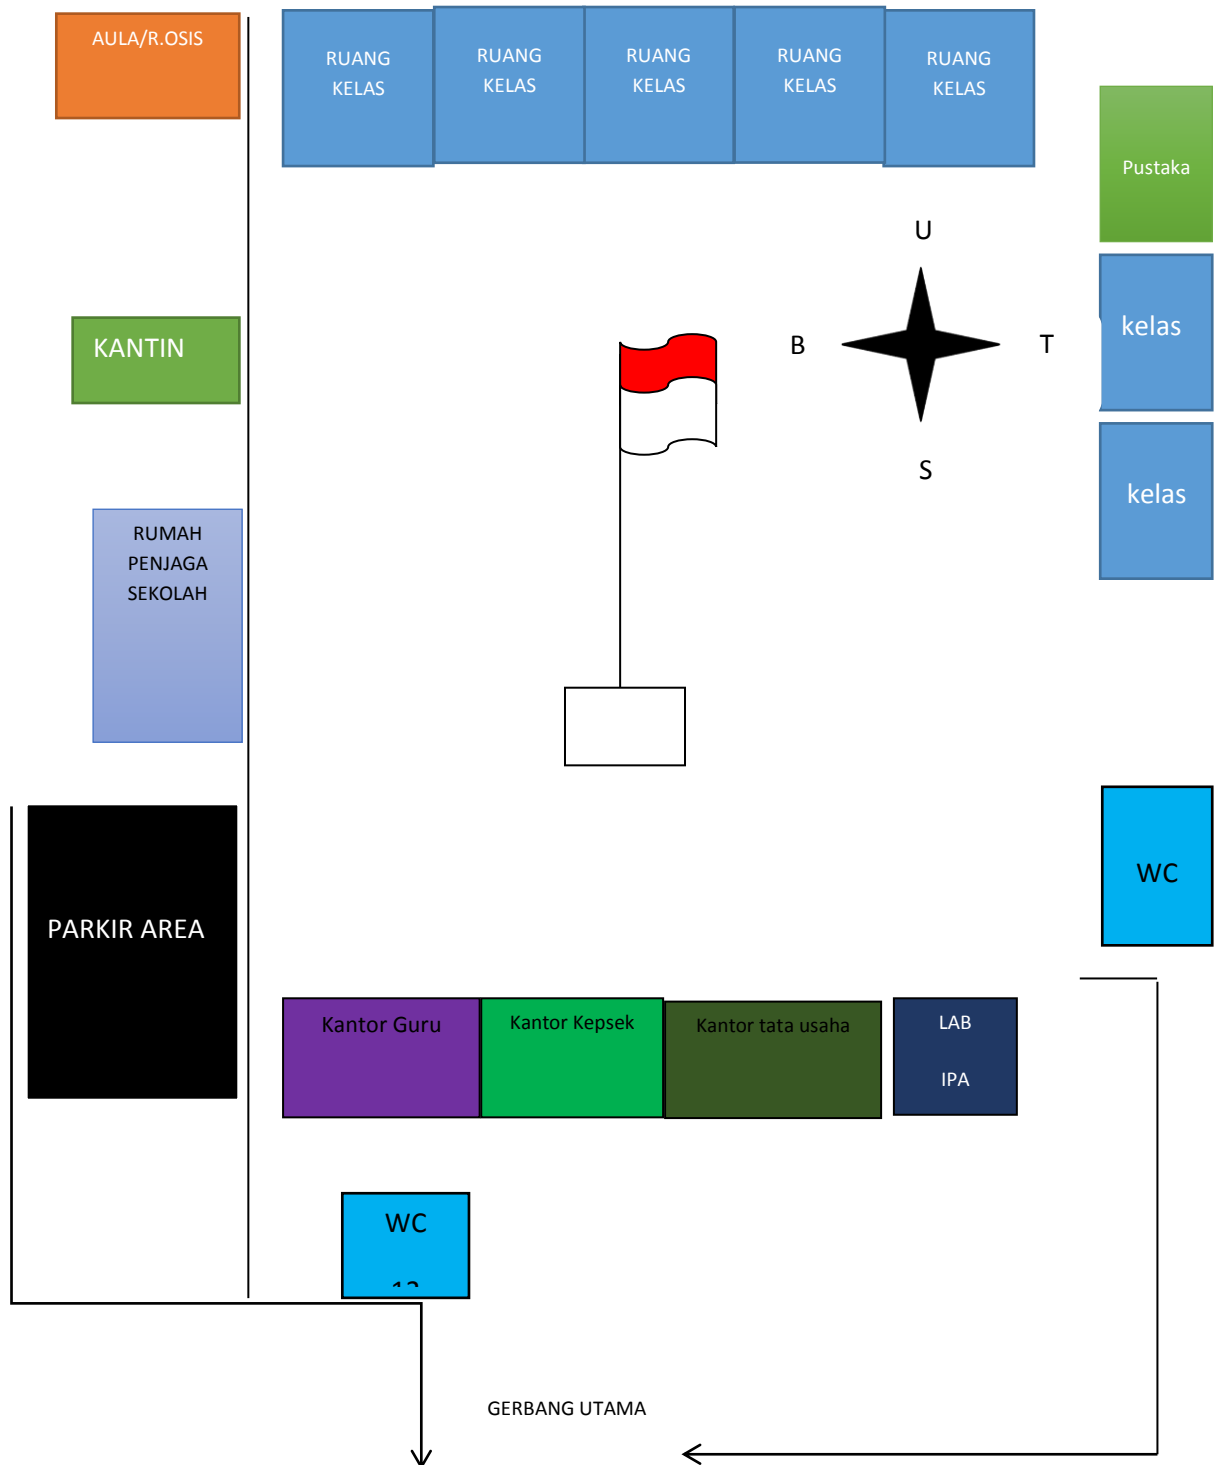 AULA/R.OSIS
RUANG
KELAS
RUANG
KELAS
RUANG
KELAS
RUANG
KELAS
RUANG
KELAS
Pustaka
U
B
T
S
kelas
kelas
KANTIN
RUMAH
PENJAGA
SEKOLAH
PARKIR AREA
WC
Kantor Guru
Kantor Kepsek
Kantor tata usaha
LAB
IPA
WC
GERBANG UTAMA